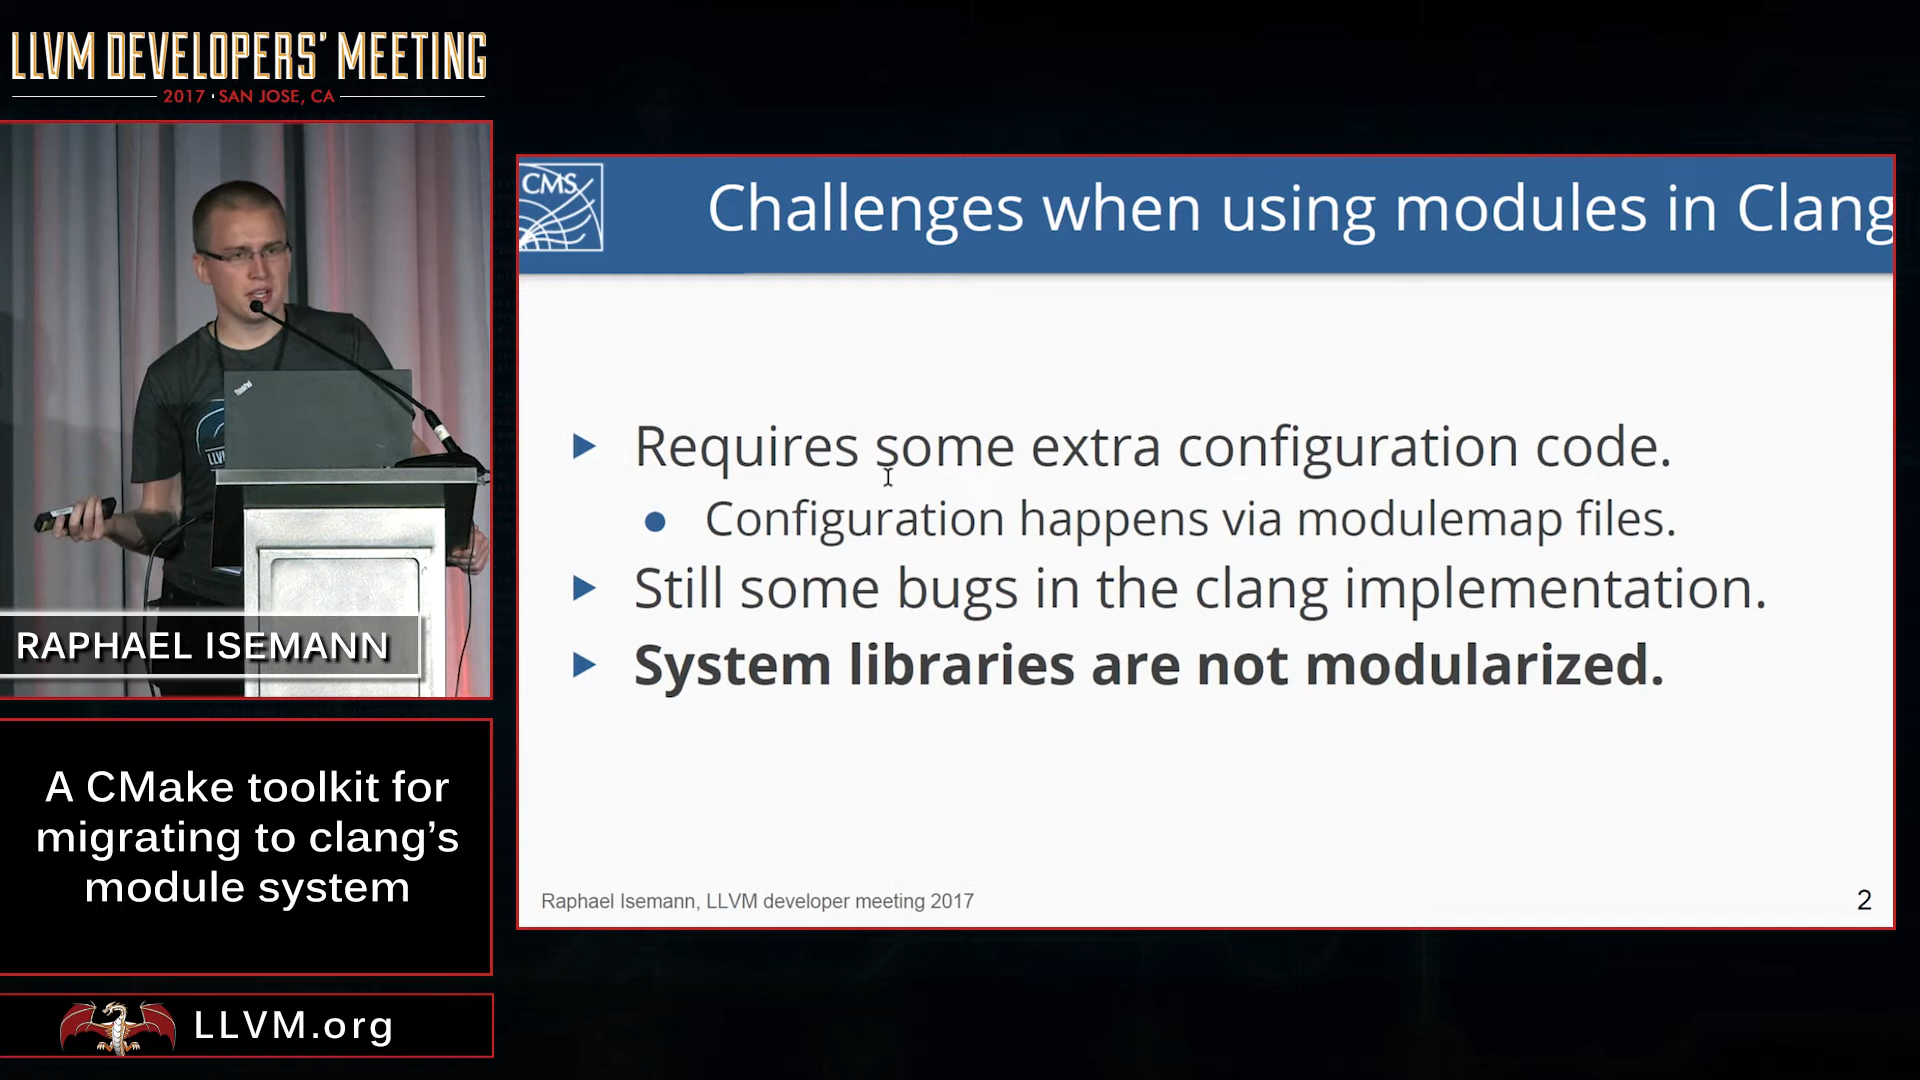 LLVM DEVELOPERS' MEETING
2017 · SAN JOSE, CA
ThinkPad
LLV
RAPHAEL ISEMANN
A CMake toolkit for
migrating to clang's
module system
LLVM.org
CMS
Challenges when using modules in Clang
Requires some extra configuration code.
Configuration happens via modulemap files.
Still some bugs in the clang implementation.
System libraries are not modularized.
Raphael Isemann, LLVM developer meeting 2017
2